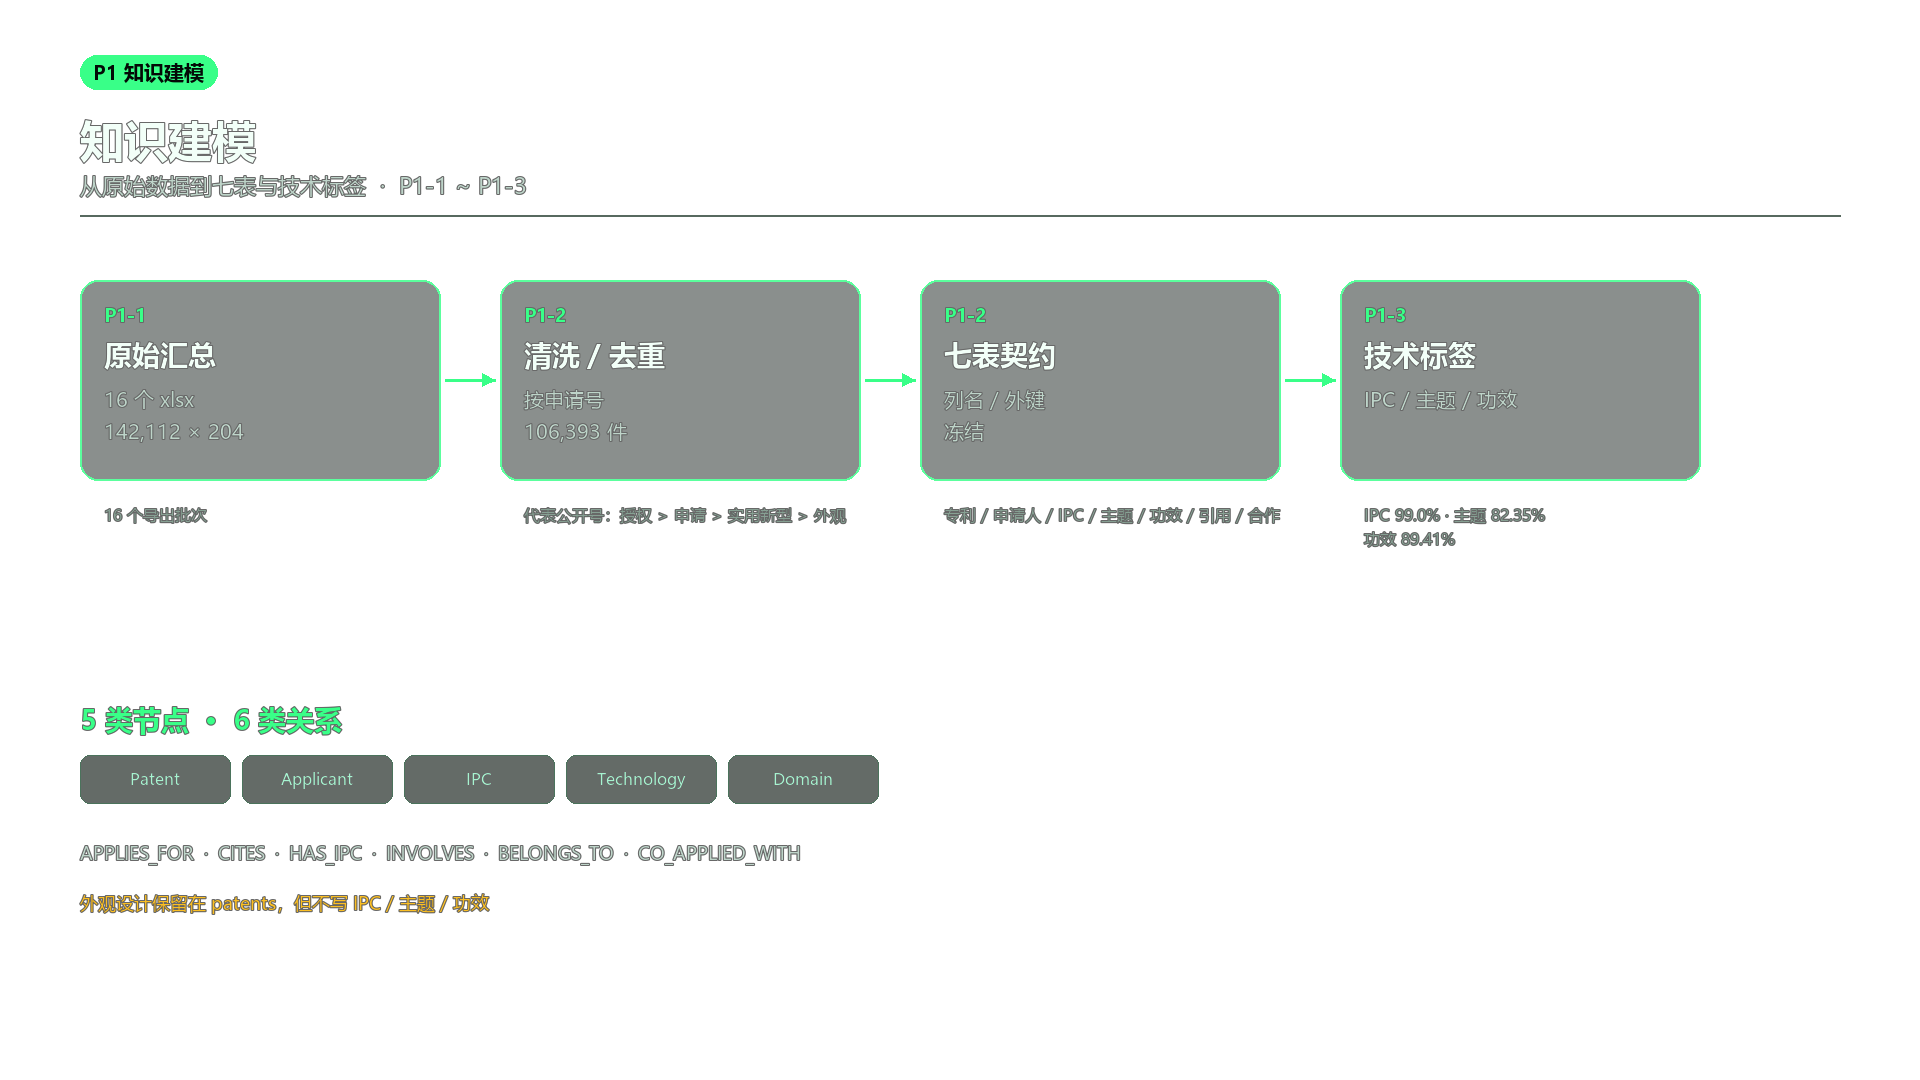 P1 知识建模
知识建模
从原始数据到七表与技术标签 · P1-1 ~ P1-3
P1-1
原始汇总
16 个 xlsx
142,112 × 204
16 个导出批次
P1-2
清洗 / 去重
按申请号
106,393 件
代表公开号：授权 > 申请 > 实用新型 > 外观
P1-2
七表契约
列名 / 外键
冻结
专利 / 申请人 / IPC / 主题 / 功效 / 引用 / 合作
P1-3
技术标签
IPC / 主题 / 功效
IPC 99.0% · 主题 82.35%
功效 89.41%
5 类节点 · 6 类关系
Patent
Applicant
IPC
Technology
Domain
APPLIES_FOR · CITES · HAS_IPC · INVOLVES · BELONGS_TO · CO_APPLIED_WITH
外观设计保留在 patents，但不写 IPC / 主题 / 功效